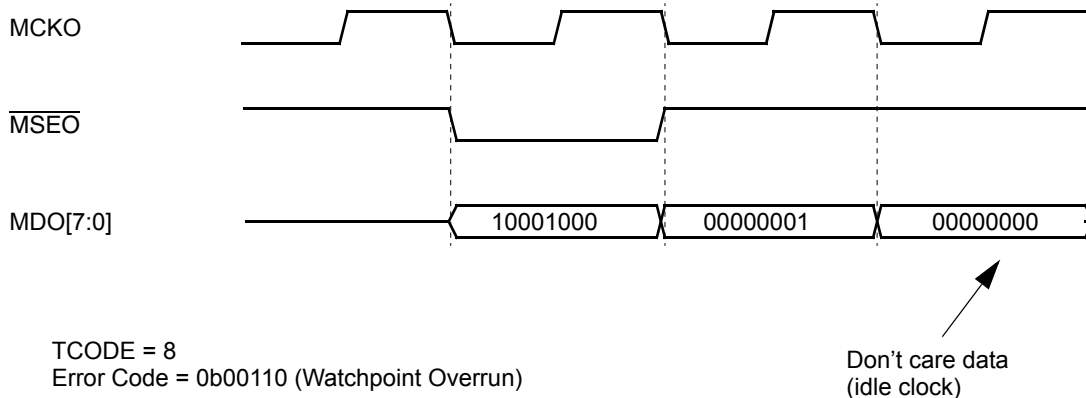 MCKO
MSEO
MDO[7:0]
10001000
00000001
00000000
TCODE = 8
Error Code = 0b00110 (Watchpoint Overrun)
Don't care data
(idle clock)